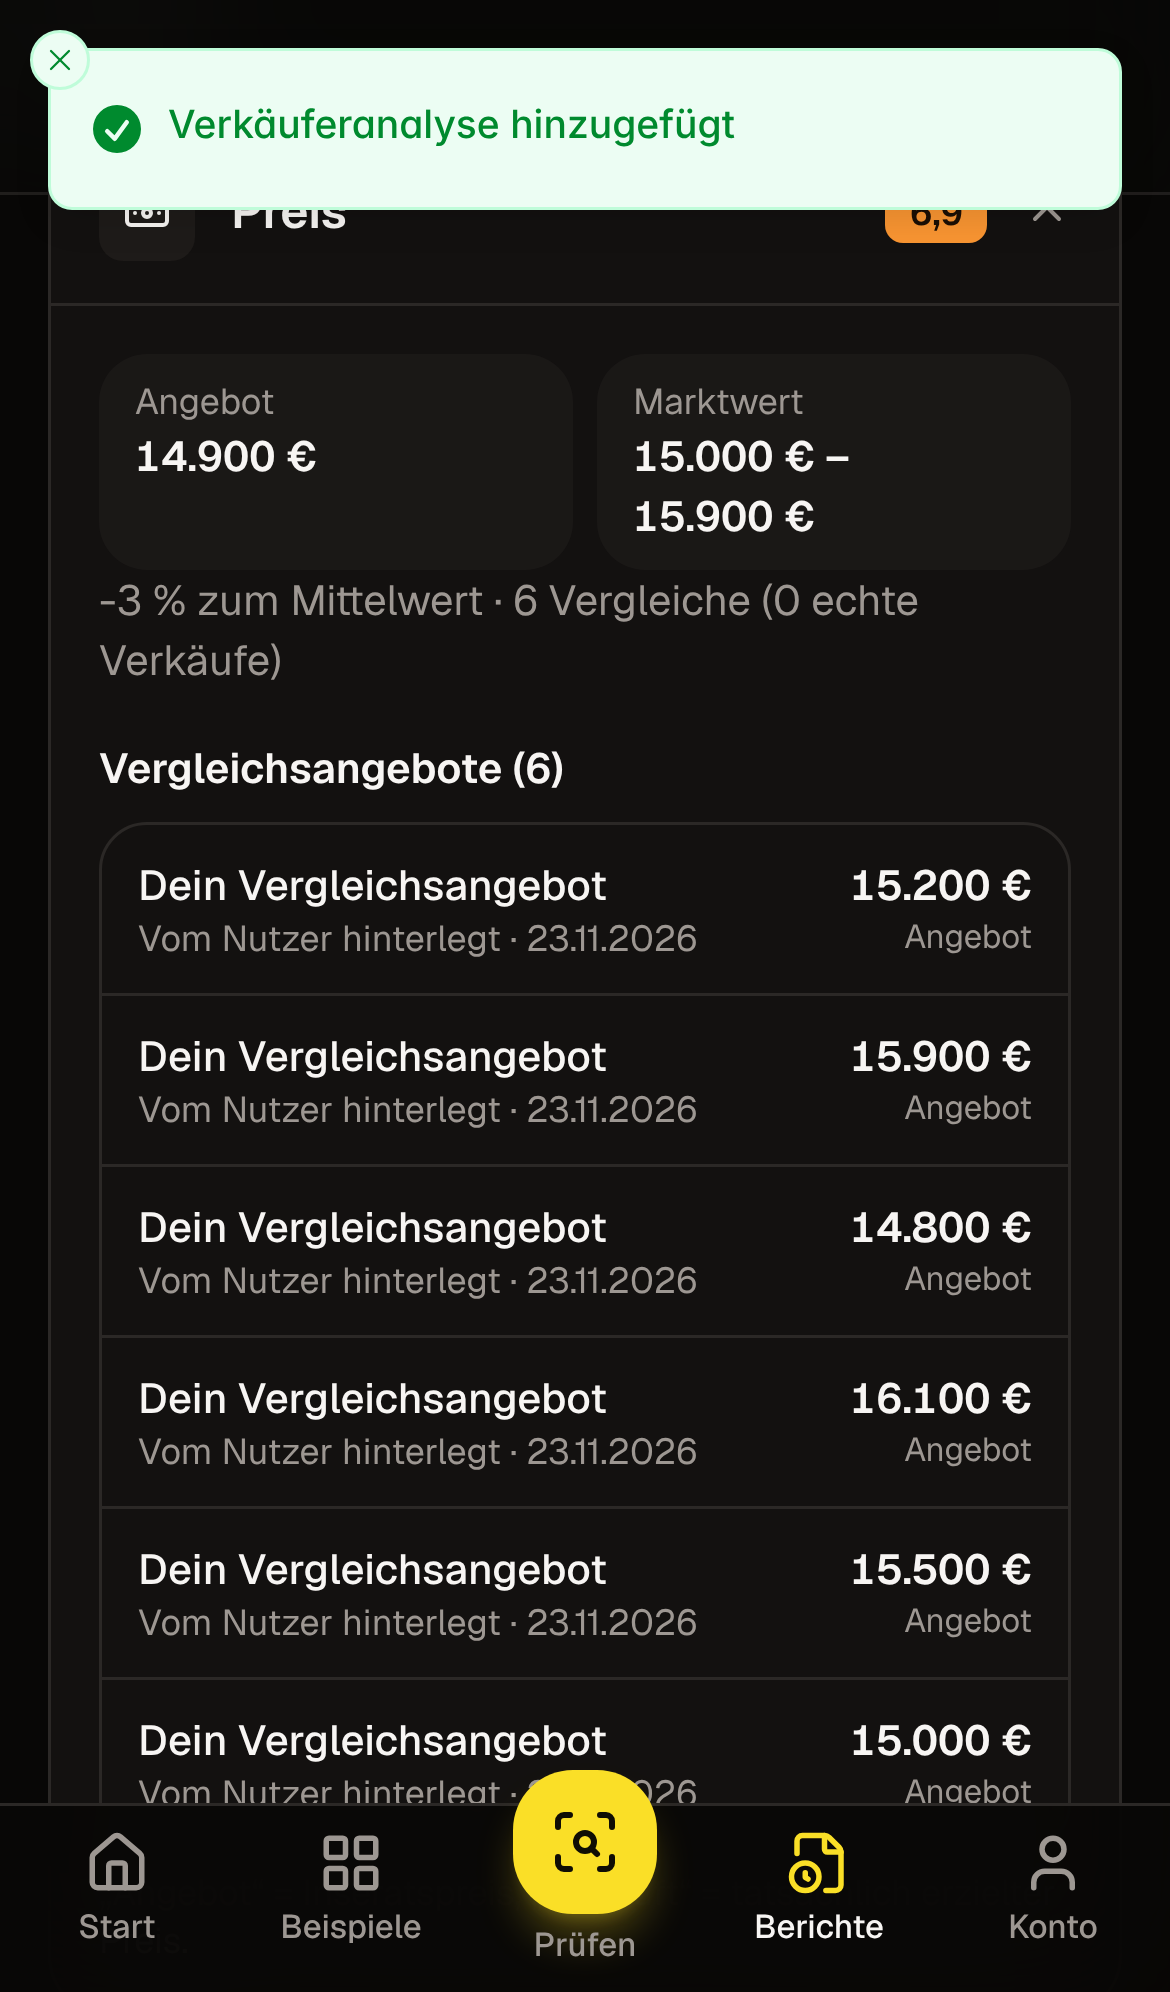 Verkäuferanalyse hinzugefügt
Preis
6,9
Angebot
14.900 €
Marktwert
15.000 € –
15.900 €
-3 % zum Mittelwert · 6 Vergleiche (0 echte
Verkäufe)
Vergleichsangebote (6)
Dein Vergleichsangebot
15.200 €
Vom Nutzer hinterlegt · 23.11.2026
Angebot
Dein Vergleichsangebot
15.900 €
Vom Nutzer hinterlegt · 23.11.2026
Angebot
Dein Vergleichsangebot
14.800 €
Vom Nutzer hinterlegt · 23.11.2026
Angebot
Dein Vergleichsangebot
16.100 €
Vom Nutzer hinterlegt · 23.11.2026
Angebot
Dein Vergleichsangebot
15.500 €
Vom Nutzer hinterlegt · 23.11.2026
Angebot
Dein Vergleichsangebot
15.000 €
Vom Nutzer hinterlegt ·
Angebot
Start
Beispiele
Prüfen
Berichte
Konto